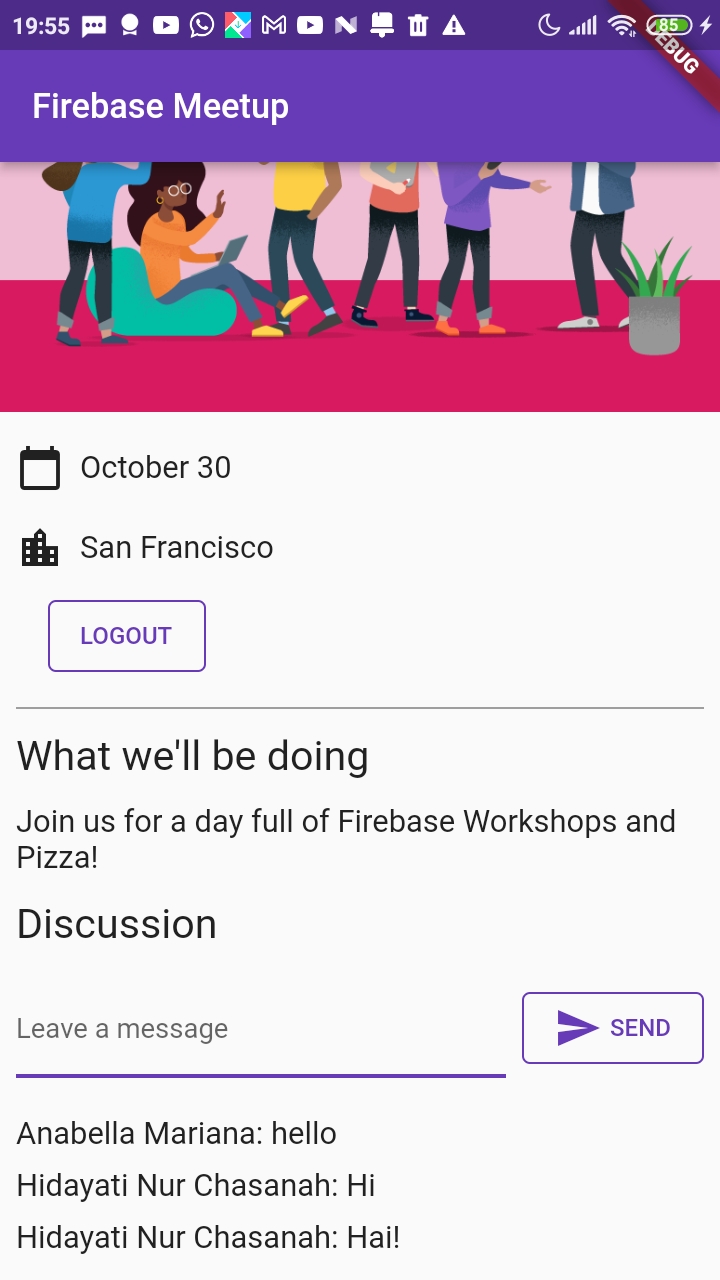 19:55
85
Firebase Meetup
October 30
San Francisco
LOGOUT
What we'll be doing
Join us for a day full of Firebase Workshops and
Pizza!
Discussion
Leave a message
SEND
Anabella Mariana: hello
Hidayati Nur Chasanah: Hi
Hidayati Nur Chasanah: Hai!